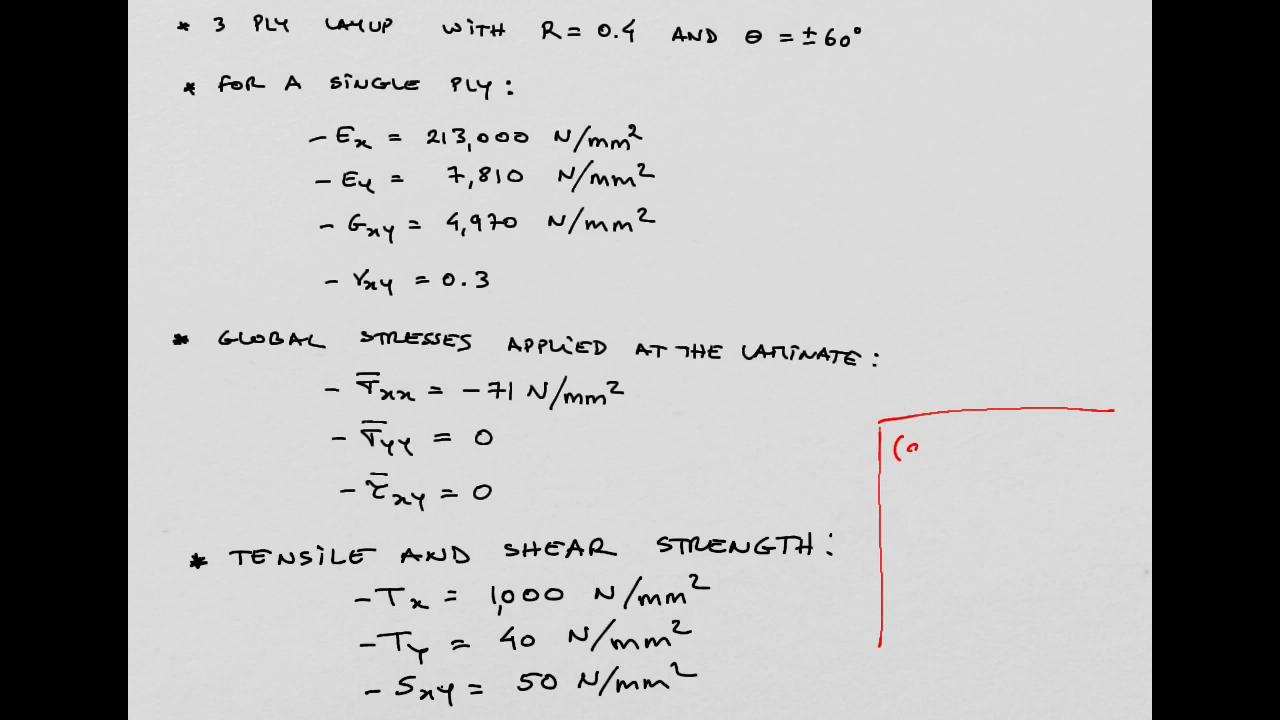 * 3 PLY LAYUP WITH R = 0.4 AND θ = ±60°
* FOR A SINGLE PLY:
- Ex = 213,000 N/mm²
- Ey = 7,810 N/mm²
- Gxy = 4,970 N/mm²
- νxy = 0.3
* GLOBAL STRESSES APPLIED AT THE LAMINATE:
- σ̅xx = -71 N/mm²
- σ̅yy = 0
- τ̅xy = 0
* TENSILE AND SHEAR STRENGTH:
- Tx = 1,000 N/mm²
- Ty = 40 N/mm²
- Sxy = 50 N/mm²